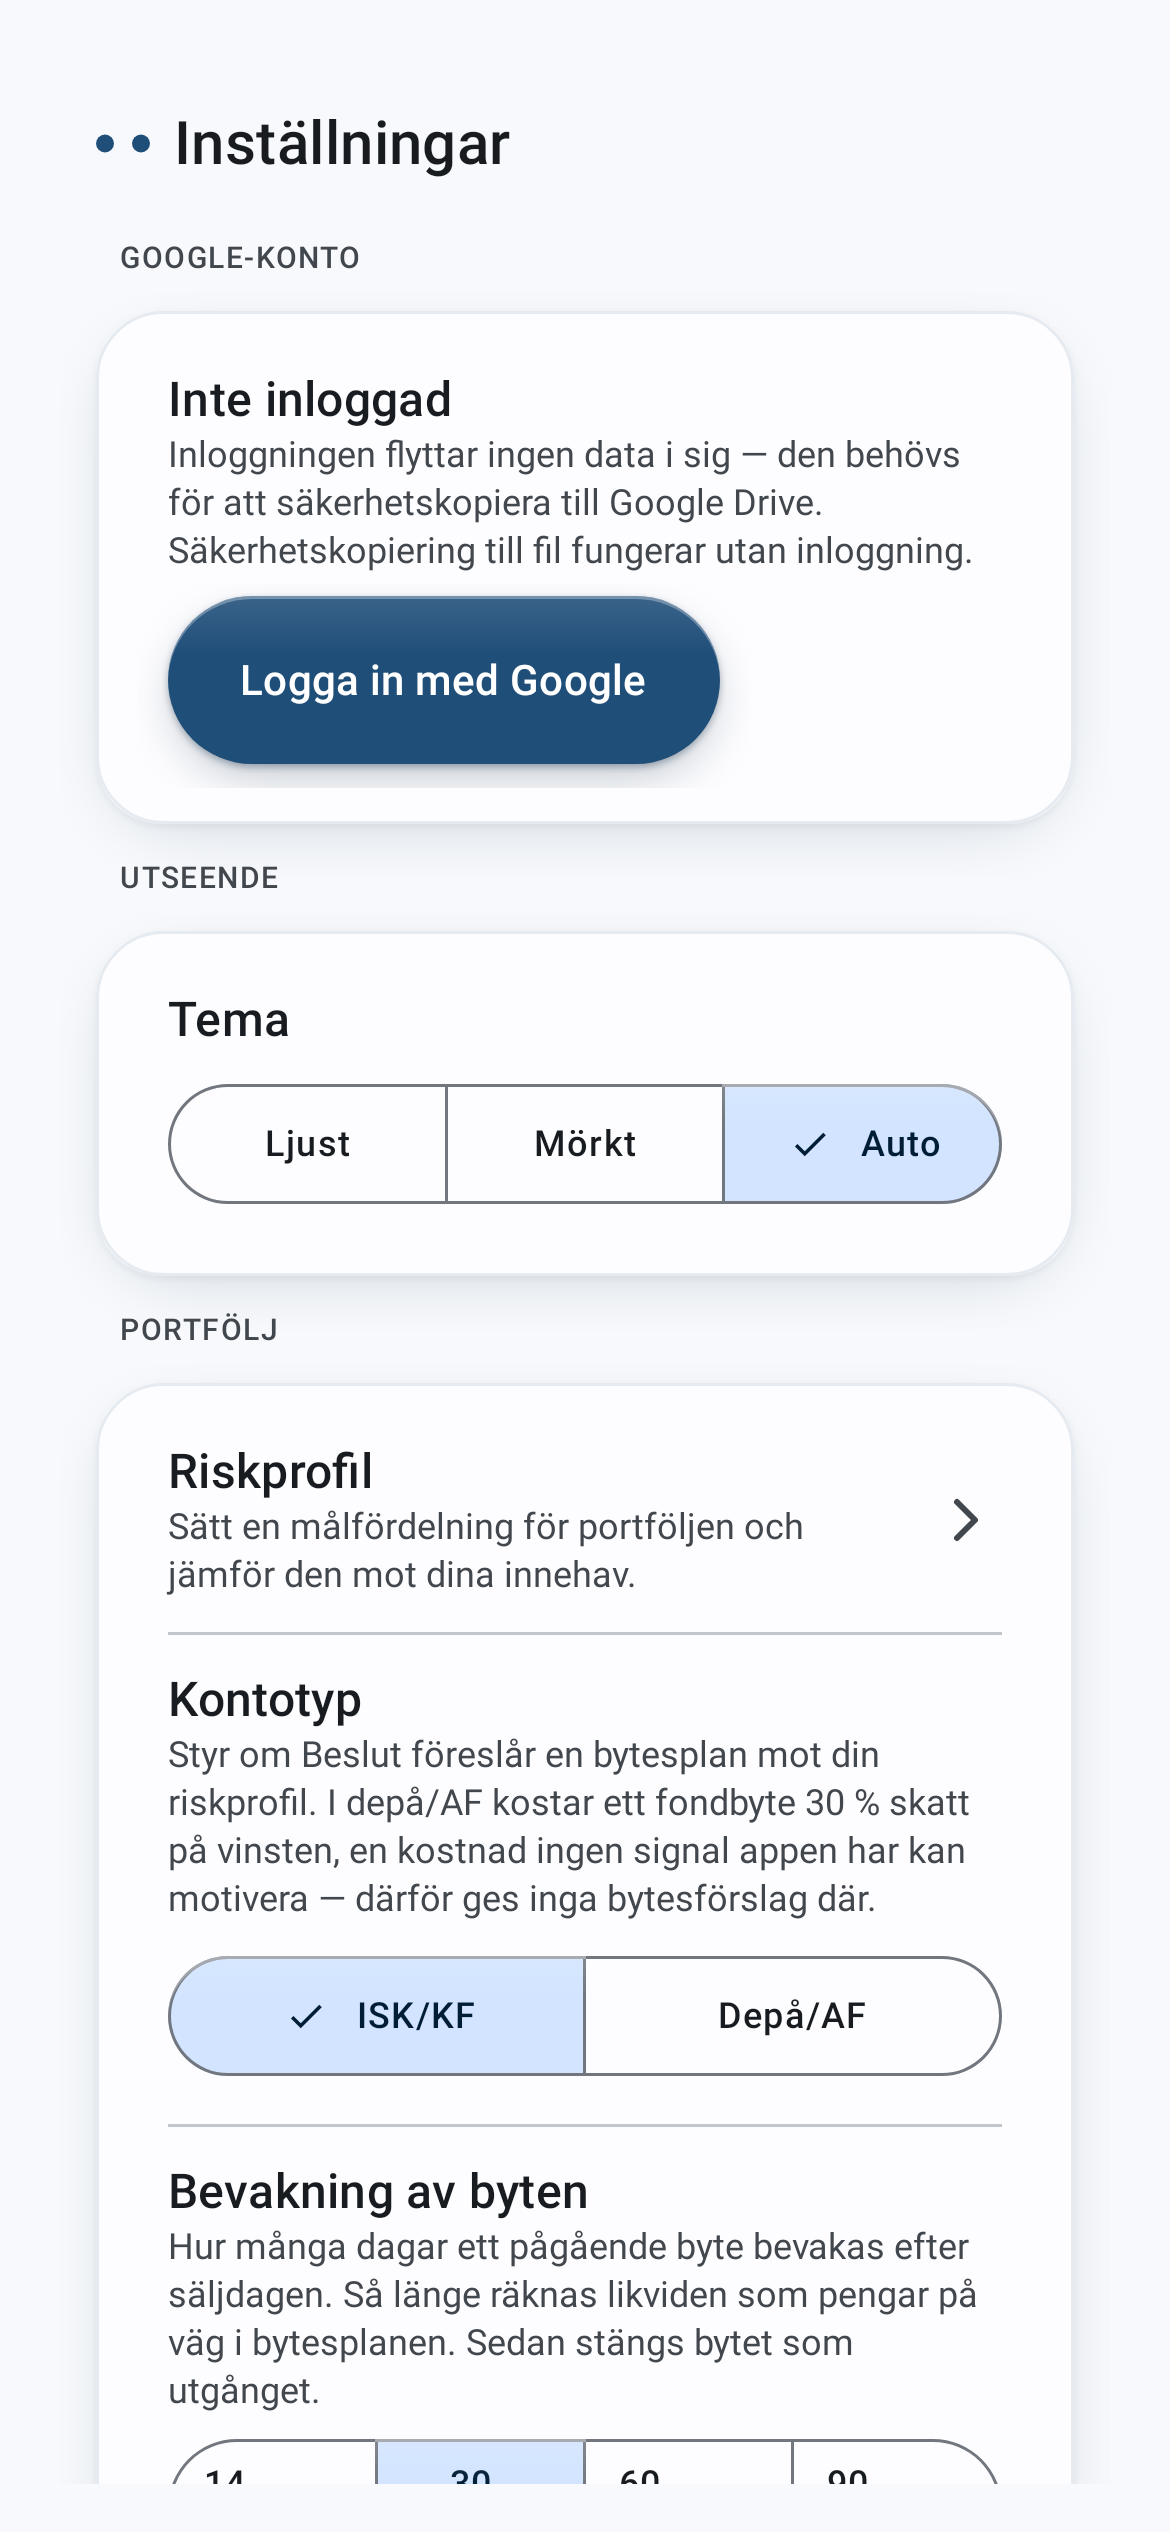 Inställningar
GOOGLE-KONTO
Inte inloggad
Inloggningen flyttar ingen data i sig — den behövs
för att säkerhetskopiera till Google Drive.
Säkerhetskopiering till fil fungerar utan inloggning.
Logga in med Google
UTSEENDE
Tema
Ljust
Mörkt
Auto
PORTFÖLJ
Riskprofil
Sätt en målfördelning för portföljen och
jämför den mot dina innehav.
Kontotyp
Styr om Beslut föreslår en bytesplan mot din
riskprofil. I depå/AF kostar ett fondbyte 30 % skatt
på vinsten, en kostnad ingen signal appen har kan
motivera — därför ges inga bytesförslag där.
ISK/KF
Depå/AF
Bevakning av byten
Hur många dagar ett pågående byte bevakas efter
säljdagen. Så länge räknas likviden som pengar på
väg i bytesplanen. Sedan stängs bytet som
utgånget.
14
30
60
90